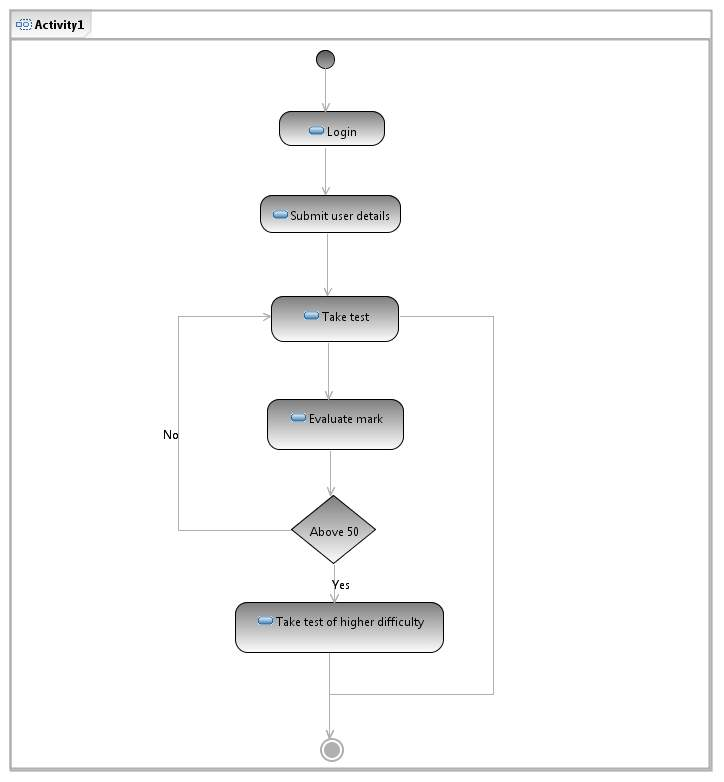 Activity1
Login
Submit user details
Take test
Evaluate mark
No
Above 50
Yes
Take test of higher difficulty